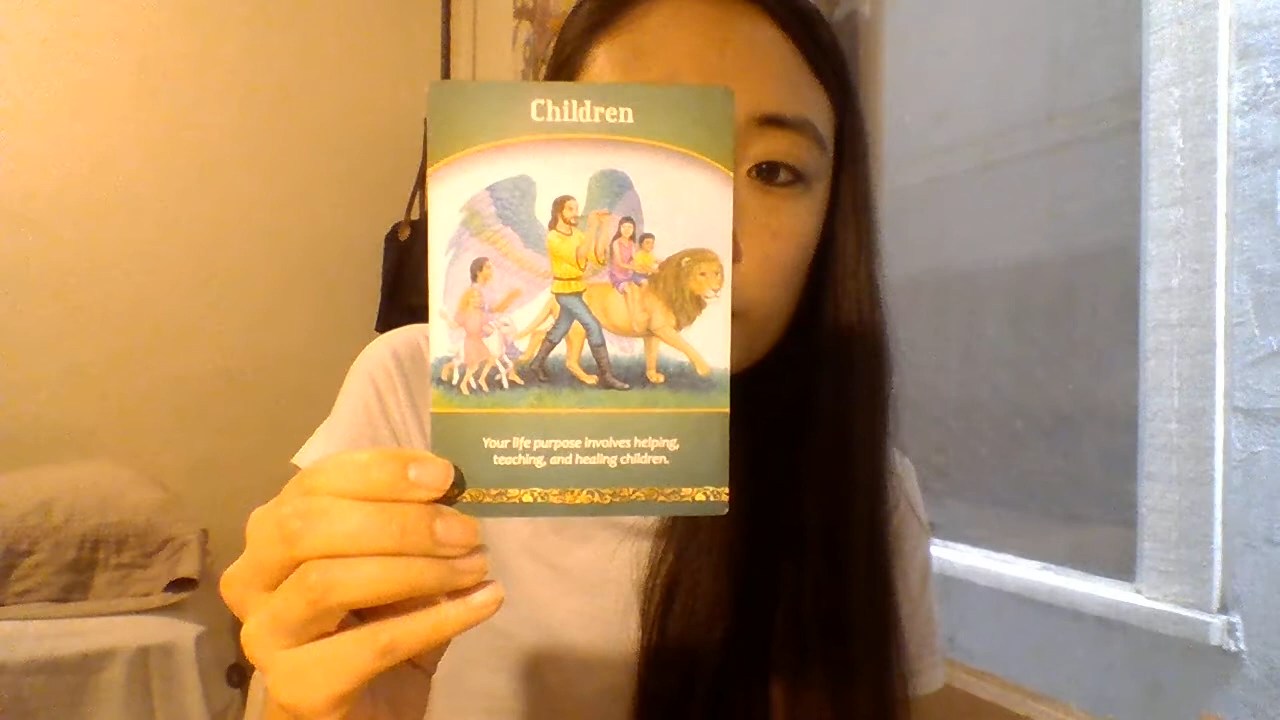 Children
Your life purpose involves helping,
teaching, and healing children.